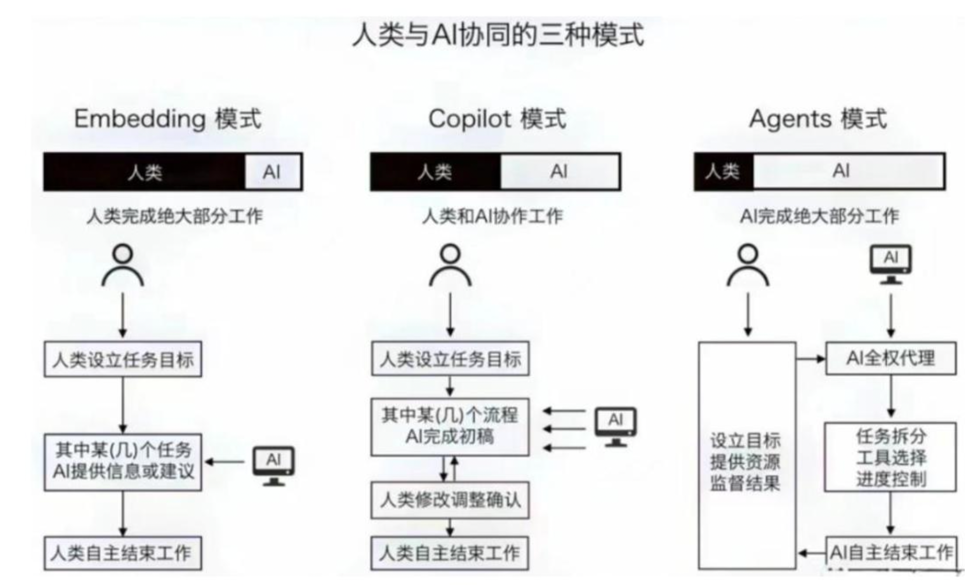 人类与AI协同的三种模式
Embedding 模式
人类
AI
人类完成绝大部分工作
人类设立任务目标
其中某(几)个任务
AI提供信息或建议
AI
人类自主结束工作
Copilot 模式
人类
AI
人类和AI协作工作
人类设立任务目标
其中某(几)个流程
AI完成初稿
AI
人类修改调整确认
人类自主结束工作
Agents 模式
人类
AI
AI完成绝大部分工作
AI
设立目标
提供资源
监督结果
AI全权代理
任务拆分
工具选择
进度控制
AI自主结束工作